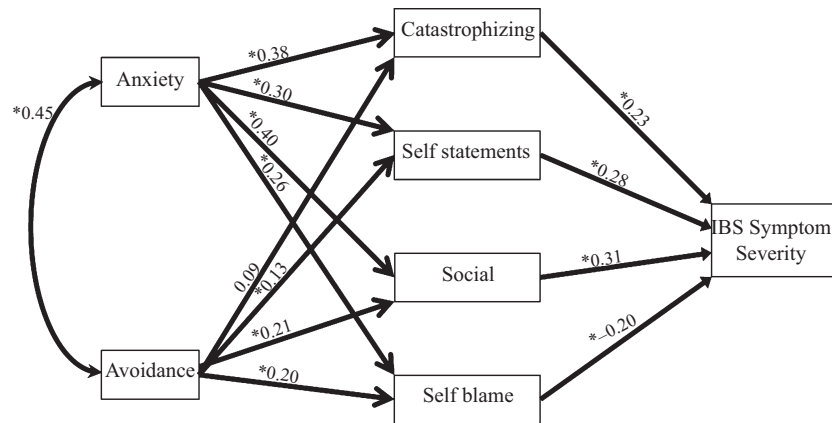 Catastrophizing
*0.38
Anxiety
*0.30
*0.23
*0.45
*0.40
Self statements
*0.26
*0.28
IBS Symptom
Severity
0.09
*0.13
Social
*0.31
*0.21
*–0.20
Avoidance
*0.20
Self blame